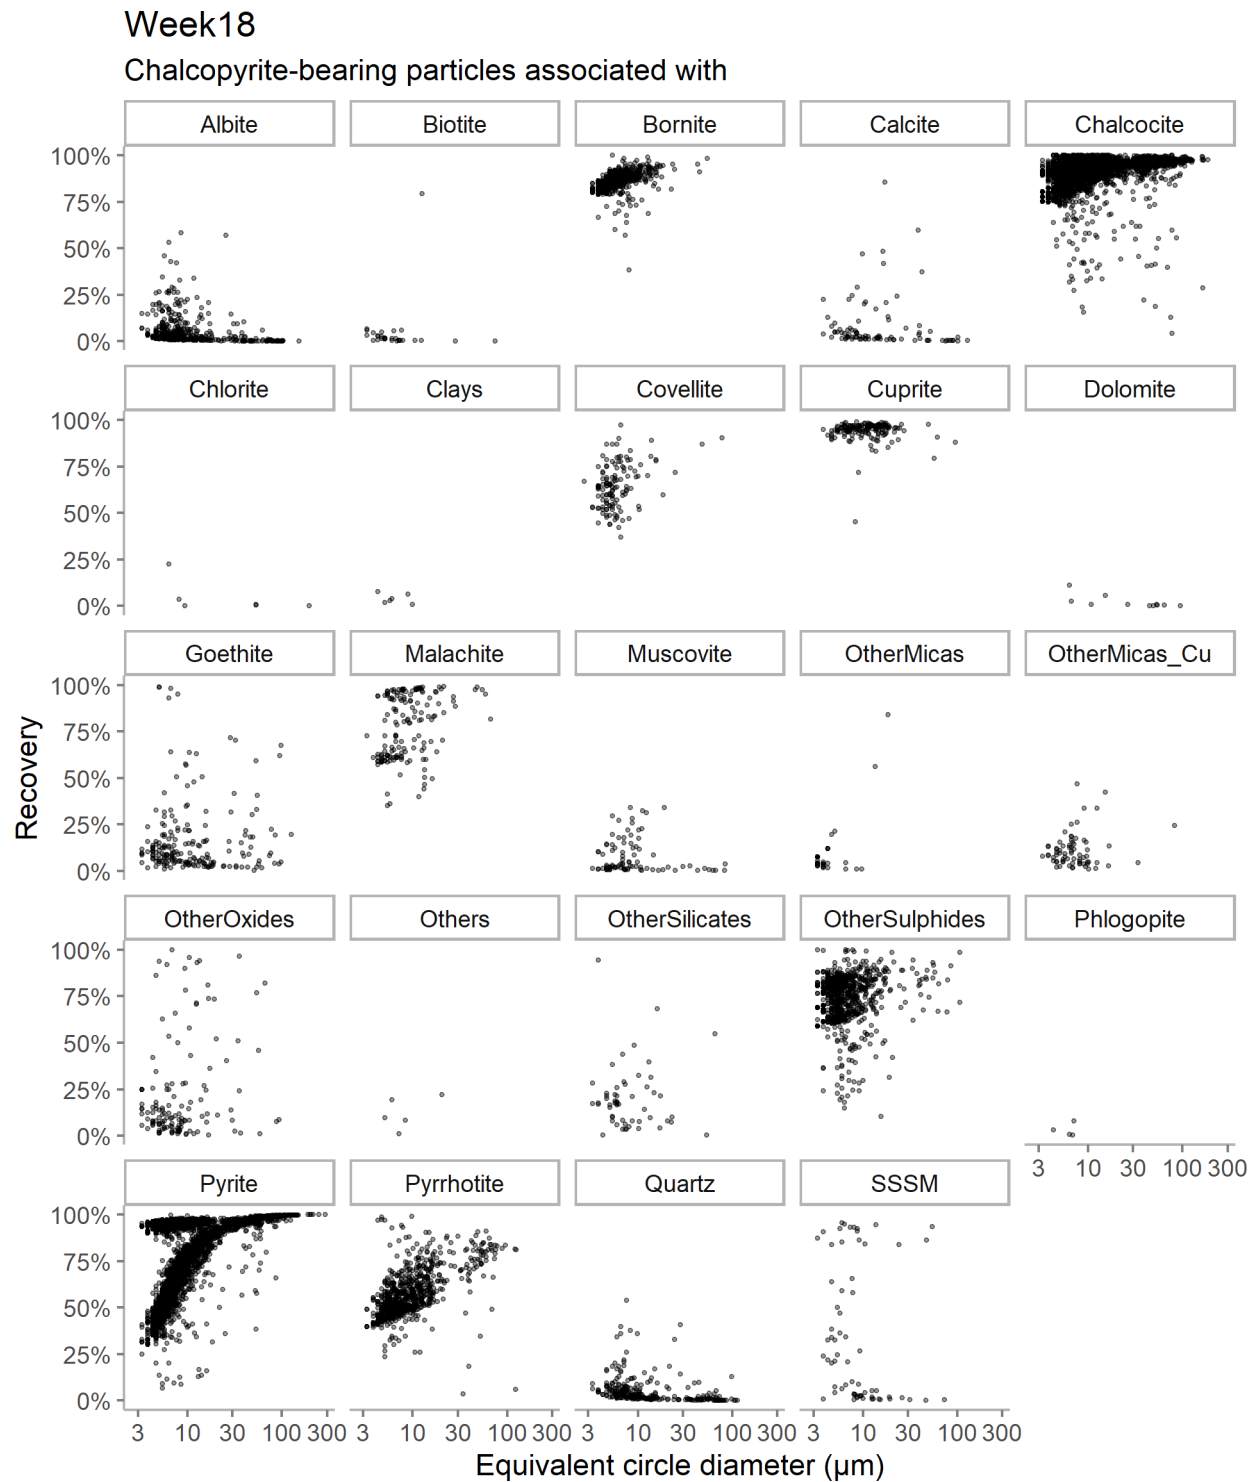 Week18
Chalcopyrite-bearing particles associated with
Albite Biotite Bornite Calcite Chalcocite
100%
75%
50%
25%
0%
Chlorite Clays Covellite Cuprite Dolomite
100%
75%
50%
25%
0%
Goethite Malachite Muscovite OtherMicas OtherMicas_Cu
100%
75%
50%
25%
0%
Recovery
OtherOxides Others OtherSilicates OtherSulphides Phlogopite
100%
75%
50%
25%
0%
3 10 30 100 300
Pyrite Pyrrhotite Quartz SSSM
100%
75%
50%
25%
0%
3 10 30 100 300 3 10 30 100 300 3 10 30 100 300 3 10 30 100 300
Equivalent circle diameter (µm)